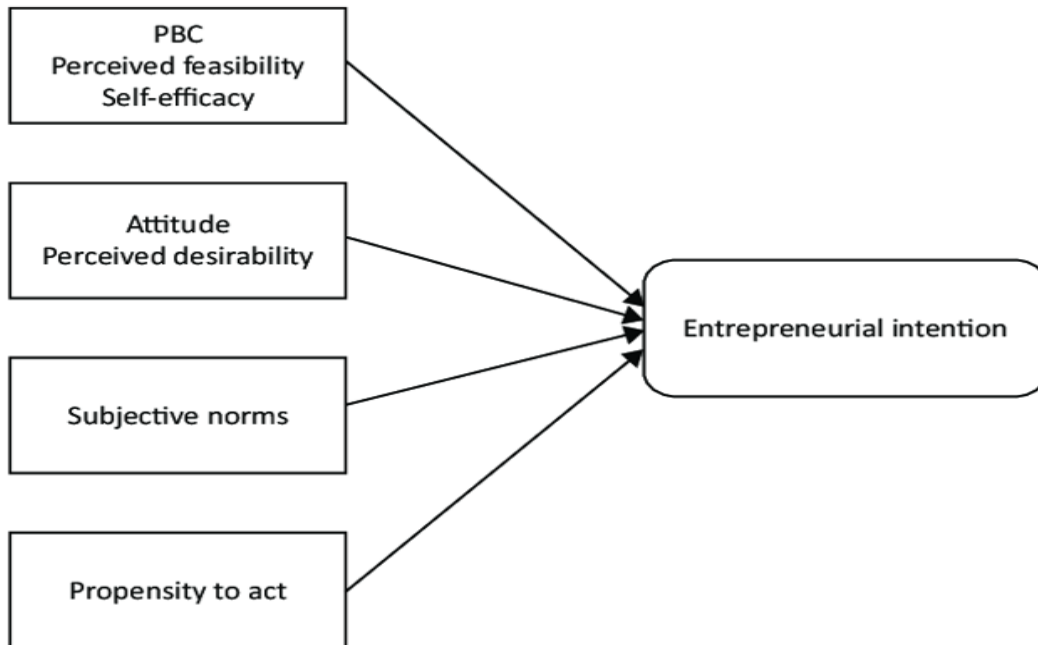 PBC
Perceived feasibility
Self-efficacy
Attitude
Perceived desirability
Entrepreneurial intention
Subjective norms
Propensity to act